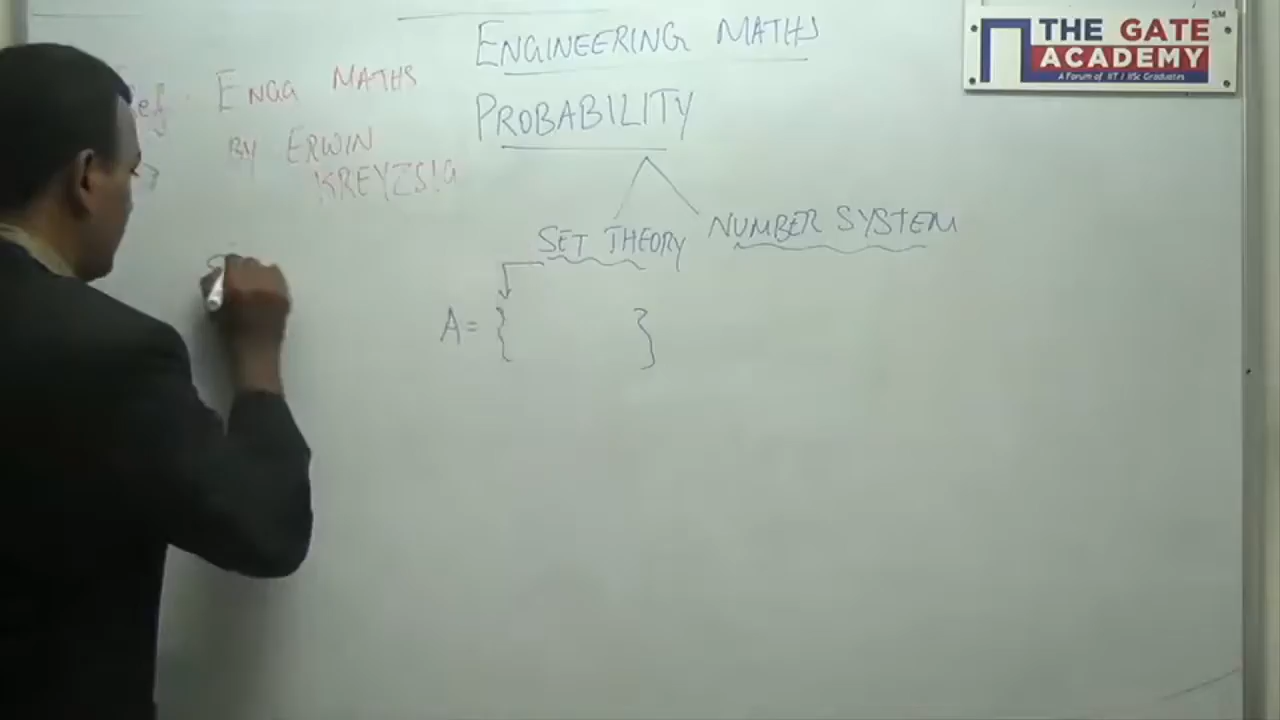 ENGINEERING MATHS
PROBABILITY
SET THEORY
NUMBER SYSTEM
A = { }
ENGG MATHS
BY ERWIN
KREYZSIG
THE GATE
ACADEMY
A Forum of IIT / IISc Graduates
SM